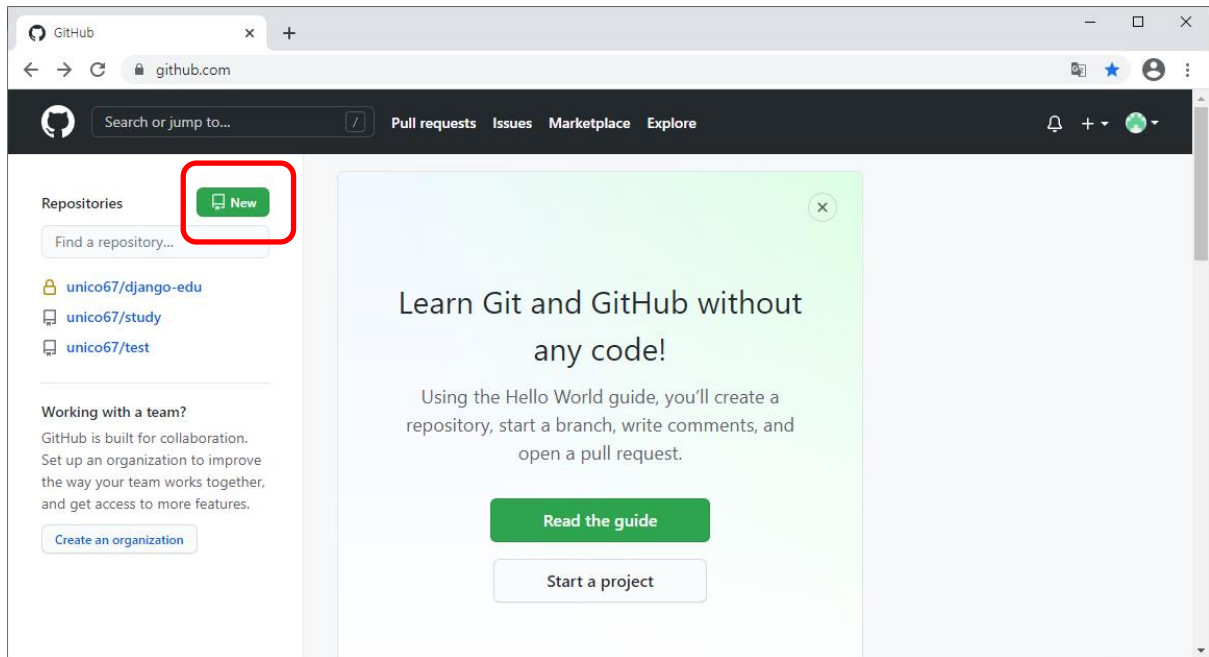 GitHub
github.com
Search or jump to...
/
Pull requests Issues Marketplace Explore
Repositories
New
Find a repository...
unico67/django-edu
unico67/study
unico67/test
Working with a team?
GitHub is built for collaboration.
Set up an organization to improve
the way your team works together,
and get access to more features.
Create an organization
Learn Git and GitHub without
any code!
Using the Hello World guide, you’ll create a
repository, start a branch, write comments, and
open a pull request.
Read the guide
Start a project